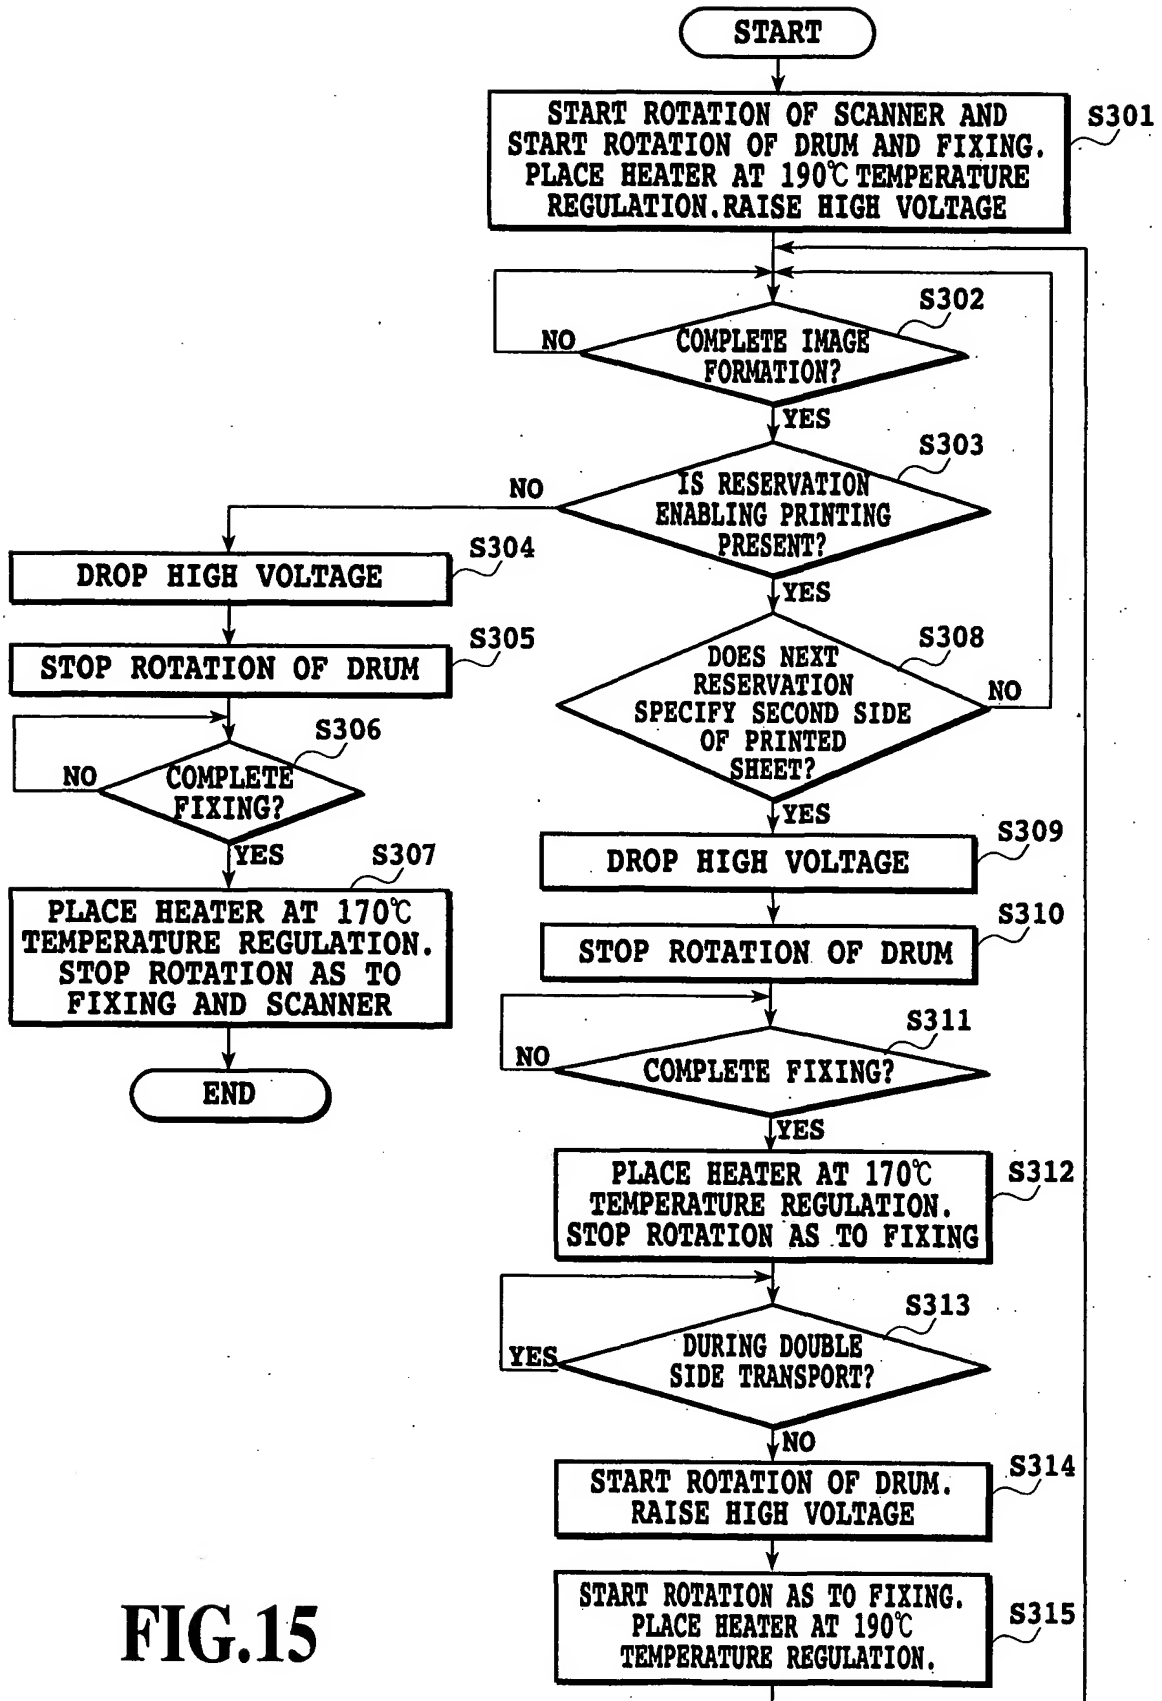 START
START ROTATION OF SCANNER AND
START ROTATION OF DRUM AND FIXING.
PLACE HEATER AT 190℃ TEMPERATURE
REGULATION.RAISE HIGH VOLTAGE
S301
S302
COMPLETE IMAGE
FORMATION?
NO
YES
S303
IS RESERVATION
ENABLING PRINTING
PRESENT?
NO
YES
S304
DROP HIGH VOLTAGE
S305
STOP ROTATION OF DRUM
S306
COMPLETE
FIXING?
NO
YES
S307
PLACE HEATER AT 170℃
TEMPERATURE REGULATION.
STOP ROTATION AS TO
FIXING AND SCANNER
END
S308
DOES NEXT
RESERVATION
SPECIFY SECOND SIDE
OF PRINTED
SHEET?
NO
YES
S309
DROP HIGH VOLTAGE
S310
STOP ROTATION OF DRUM
S311
COMPLETE FIXING?
NO
YES
S312
PLACE HEATER AT 170℃
TEMPERATURE REGULATION.
STOP ROTATION AS TO FIXING
S313
DURING DOUBLE
SIDE TRANSPORT?
YES
NO
S314
START ROTATION OF DRUM.
RAISE HIGH VOLTAGE
S315
START ROTATION AS TO FIXING.
PLACE HEATER AT 190℃
TEMPERATURE REGULATION.
FIG.15